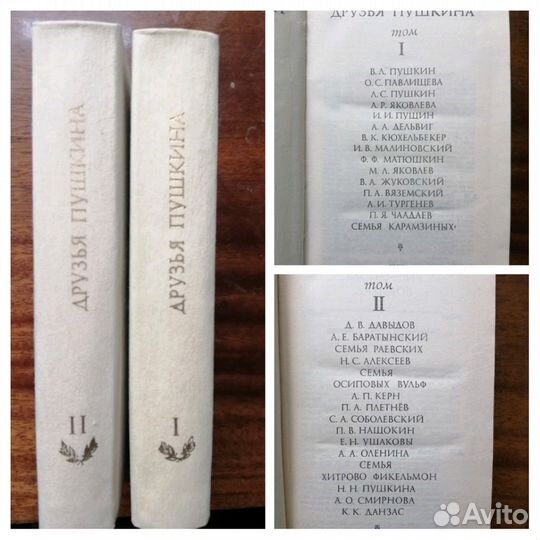 ДРУЗЬЯ ПУШКИНА
II
ДРУЗЬЯ ПУШКИНА
I
ДРУЗЬЯ ПУШКИНА
том
I
В. Л. ПУШКИН
О. С. ПАВЛИЩЕВА
Л. С. ПУШКИН
А. Р. ЯКОВЛЕВА
И. И. ПУЩИН
А. А. ДЕЛЬВИГ
В. К. КЮХЕЛЬБЕКЕР
И. В. МАЛИНОВСКИЙ
Ф. Ф. МАТЮШКИН
М. Л. ЯКОВЛЕВ
В. А. ЖУКОВСКИЙ
П. А. ВЯЗЕМСКИЙ
А. И. ТУРГЕНЕВ
П. Я. ЧААДАЕВ
СЕМЬЯ КАРАМЗИНЫХ
том
II
Д. В. ДАВЫДОВ
А. Е. БАРАТЫНСКИЙ
СЕМЬЯ РАЕВСКИХ
Н. С. АЛЕКСЕЕВ
СЕМЬЯ
ОСИПОВЫХ ВУЛЬФ
А. П. КЕРН
П. А. ПЛЕТНЁВ
С. А. СОБОЛЕВСКИЙ
П. В. НАЩОКИН
Е. Н. УШАКОВЫ
А. А. ОЛЕНИНА
СЕМЬЯ
ХИТРОВО ФИКЕЛЬМОН
Н. Н. ПУШКИНА
А. О. СМИРНОВА
К. К. ДАНЗАС
Avito